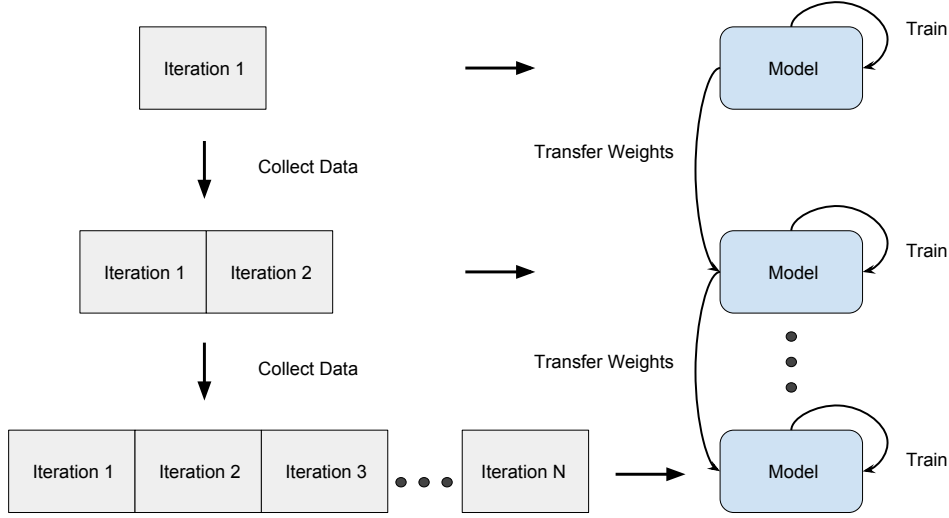 Train
Iteration 1
Model
Transfer Weights
Collect Data
Train
Iteration 1
Iteration 2
Model
Transfer Weights
Collect Data
Train
Iteration 1
Iteration 2
Iteration 3
Iteration N
Model